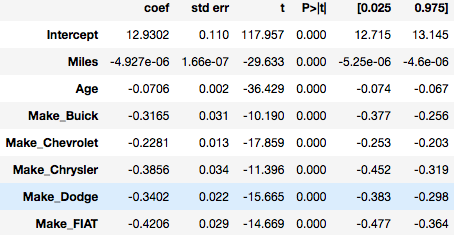 coef std err t P>|t| [0.025 0.975]
Intercept 12.9302 0.110 117.957 0.000 12.715 13.145
Miles -4.927e-06 1.66e-07 -29.633 0.000 -5.25e-06 -4.6e-06
Age -0.0706 0.002 -36.429 0.000 -0.074 -0.067
Make_Buick -0.3165 0.031 -10.190 0.000 -0.377 -0.256
Make_Chevrolet -0.2281 0.013 -17.859 0.000 -0.253 -0.203
Make_Chrysler -0.3856 0.034 -11.396 0.000 -0.452 -0.319
Make_Dodge -0.3402 0.022 -15.665 0.000 -0.383 -0.298
Make_FIAT -0.4206 0.029 -14.669 0.000 -0.477 -0.364